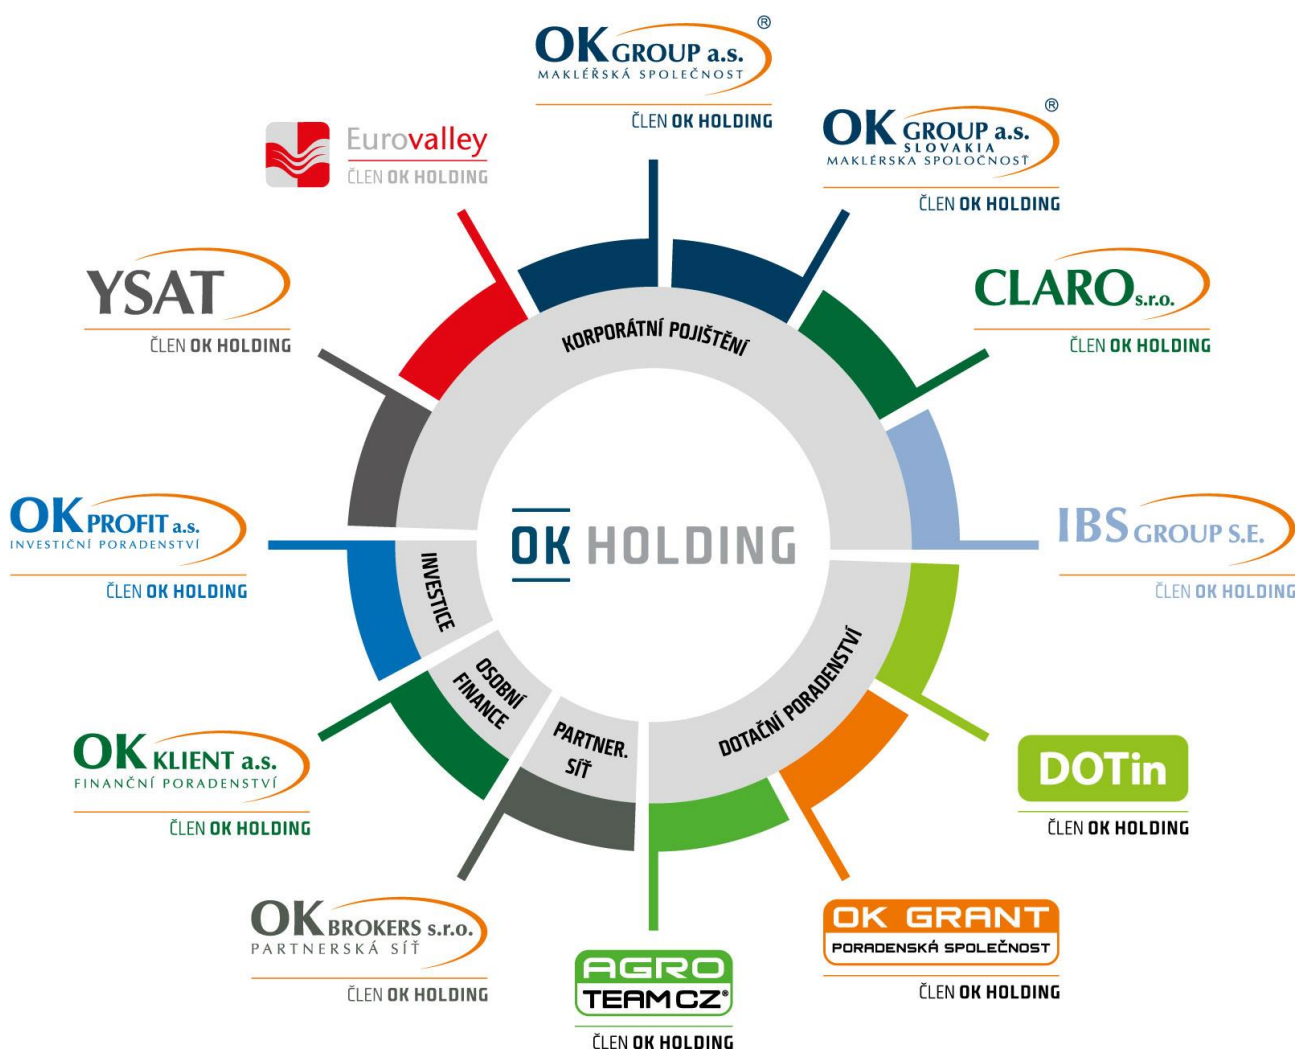 OK GROUP a.s. ®
MAKLÉŘSKÁ SPOLEČNOST
ČLEN OK HOLDING
OK GROUP a.s. ®
SLOVAKIA
MAKLÉRSKA SPOLOČNOSŤ
ČLEN OK HOLDING
Eurovalley
ČLEN OK HOLDING
YSAT
ČLEN OK HOLDING
CLARO s.r.o.
ČLEN OK HOLDING
KORPORÁTNÍ POJIŠTĚNÍ
OK PROFIT a.s.
INVESTIČNÍ PORADENSTVÍ
ČLEN OK HOLDING
OK HOLDING
IBS GROUP S.E.
ČLEN OK HOLDING
INVESTICE
OSOBNÍ
FINANCE
PARTNER.
SÍŤ
DOTAČNÍ PORADENSTVÍ
OK KLIENT a.s.
FINANČNÍ PORADENSTVÍ
ČLEN OK HOLDING
DOTin
ČLEN OK HOLDING
OK BROKERS s.r.o.
PARTNERSKÁ SÍŤ
ČLEN OK HOLDING
AGRO
TEAM CZ®
ČLEN OK HOLDING
OK GRANT
PORADENSKÁ SPOLEČNOST
ČLEN OK HOLDING